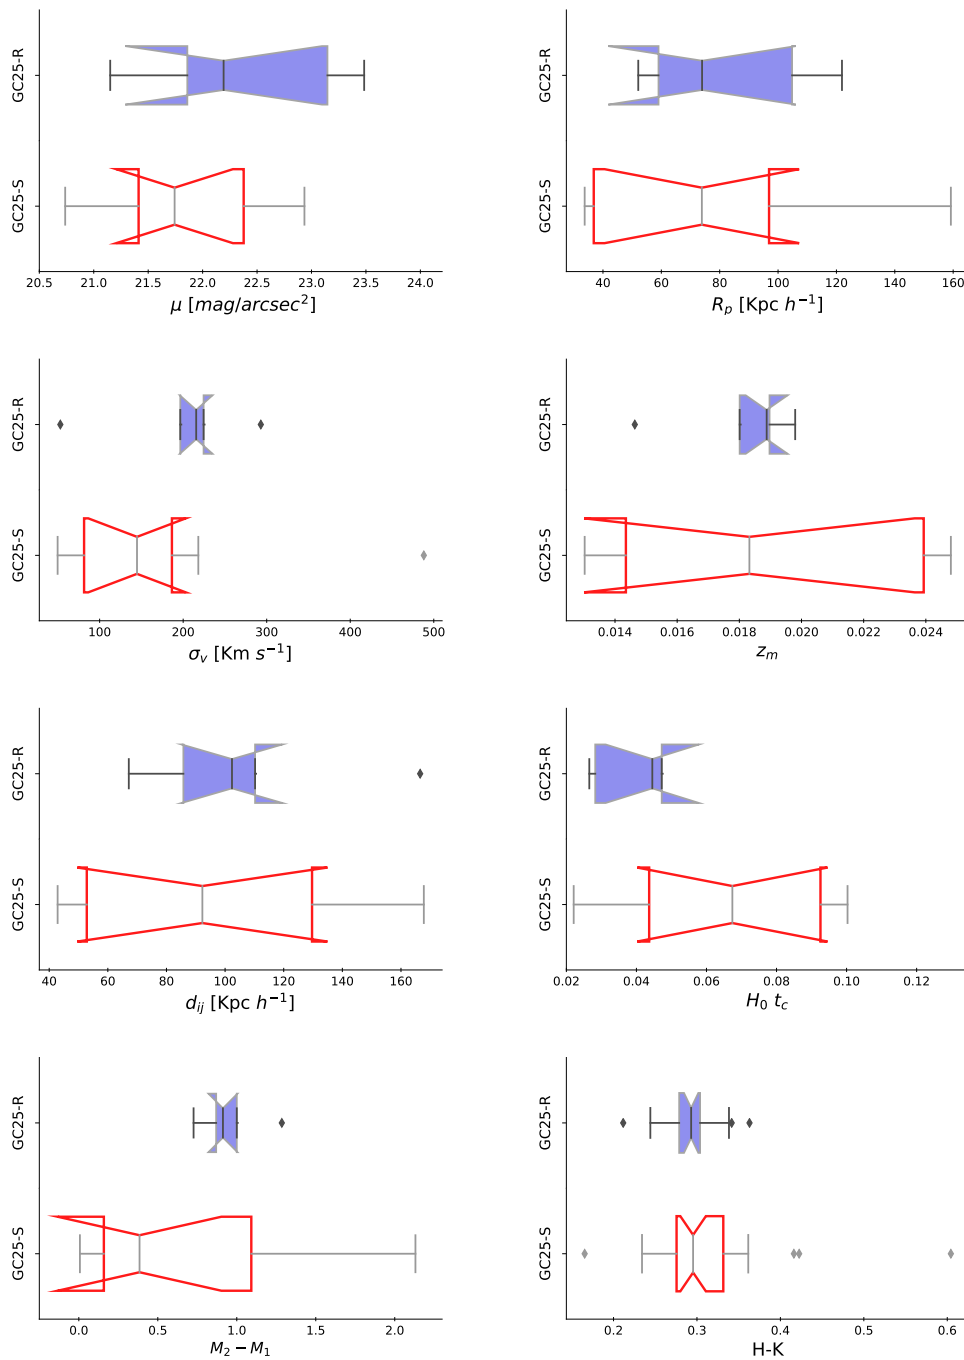 GC25-R
GC25-S
20.5 21.0 21.5 22.0 22.5 23.0 23.5 24.0
μ [mag/arcsec²]
GC25-R
GC25-S
40 60 80 100 120 140 160
R_p [Kpc h⁻¹]
GC25-R
GC25-S
100 200 300 400 500
σ_v [Km s⁻¹]
GC25-R
GC25-S
0.014 0.016 0.018 0.020 0.022 0.024
z_m
GC25-R
GC25-S
40 60 80 100 120 140 160
d_ij [Kpc h⁻¹]
GC25-R
GC25-S
0.02 0.04 0.06 0.08 0.10 0.12
H₀ t_c
GC25-R
GC25-S
0.0 0.5 1.0 1.5 2.0
M₂ − M₁
GC25-R
GC25-S
0.2 0.3 0.4 0.5 0.6
H-K